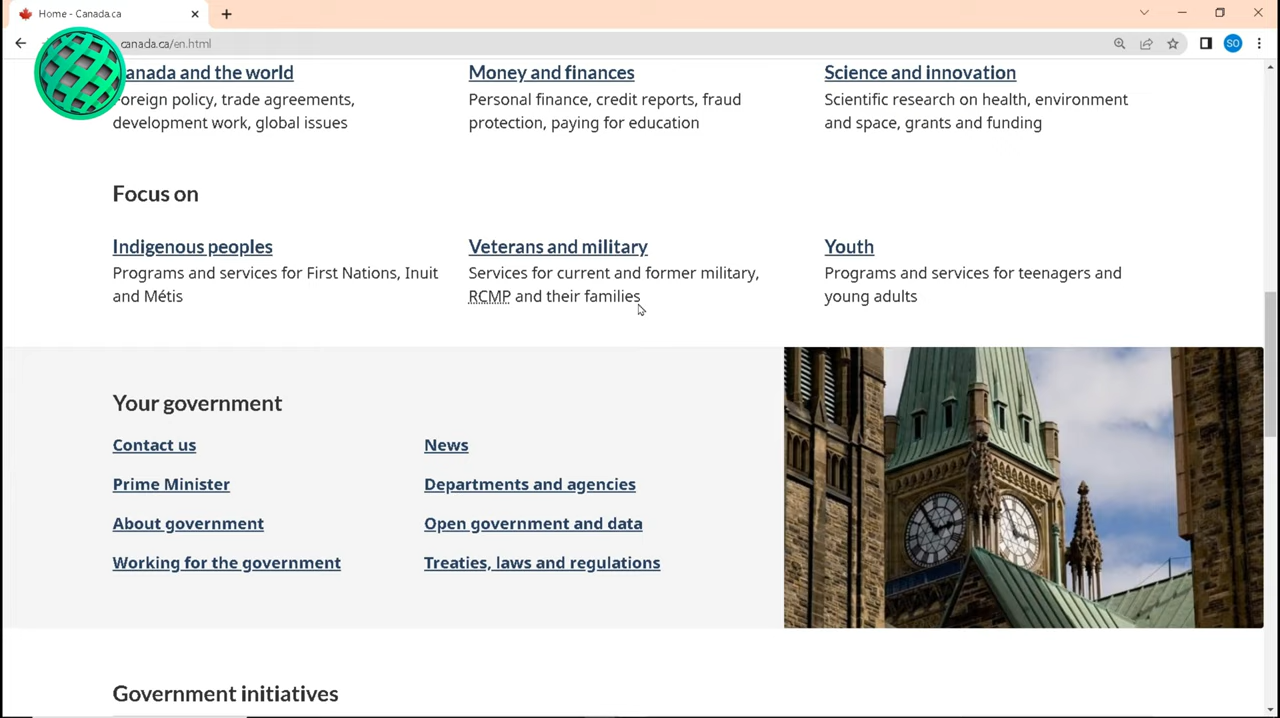 Home - Canada.ca
canada.ca/en.html
SO
anada and the world
oreign policy, trade agreements,
development work, global issues
Money and finances
Personal finance, credit reports, fraud
protection, paying for education
Science and innovation
Scientific research on health, environment
and space, grants and funding
Focus on
Indigenous peoples
Programs and services for First Nations, Inuit
and Métis
Veterans and military
Services for current and former military,
RCMP and their families
Youth
Programs and services for teenagers and
young adults
Your government
Contact us
Prime Minister
About government
Working for the government
News
Departments and agencies
Open government and data
Treaties, laws and regulations
Government initiatives